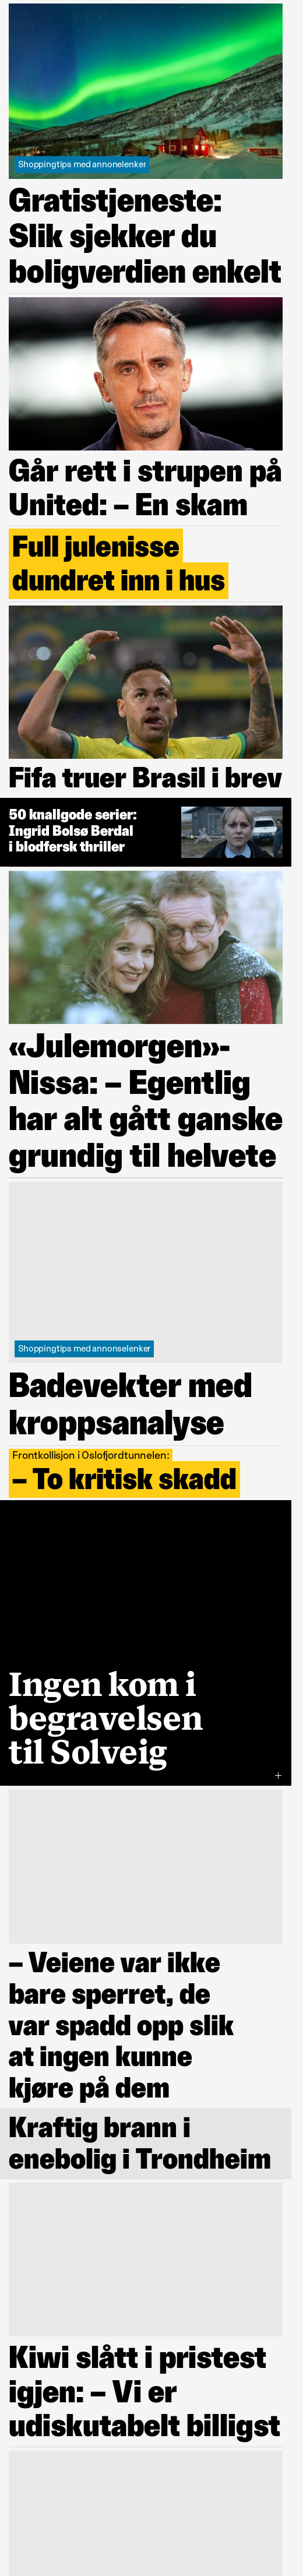 Shoppingtips med annonelenker
Gratistjeneste:
Slik sjekker du
boligverdien enkelt
Går rett i strupen på
United: – En skam
Full julenisse
dundret inn i hus
Fifa truer Brasil i brev
50 knallgode serier:
Ingrid Bolsø Berdal
i blodfersk thriller
«Julemorgen»-
Nissa: – Egentlig
har alt gått ganske
grundig til helvete
Shoppingtips med annonselenker
Badevekter med
kroppsanalyse
Frontkollisjon i Oslofjordtunnelen:
– To kritisk skadd
Ingen kom i
begravelsen
til Solveig
+
– Veiene var ikke
bare sperret, de
var spadd opp slik
at ingen kunne
kjøre på dem
Kraftig brann i
enebolig i Trondheim
Kiwi slått i pristest
igjen: – Vi er
udiskutabelt billigst